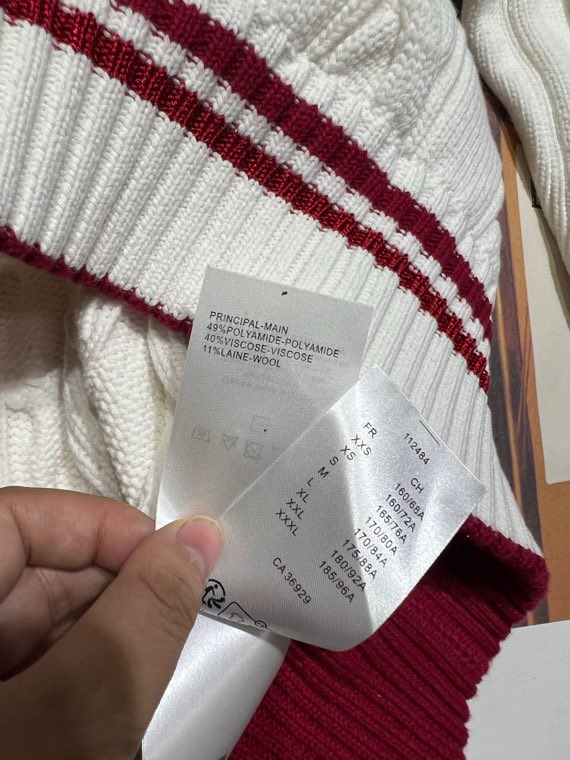 PRINCIPAL-MAIN
49%POLYAMIDE-POLYAMIDE
40%VISCOSE-VISCOSE
11%LAINE-WOOL
112484
FR CH
XXS 160/68A
XS 160/72A
S 165/76A
M 170/80A
L 170/84A
XL 175/88A
XXL 180/92A
XXXL 185/96A
CA 36929